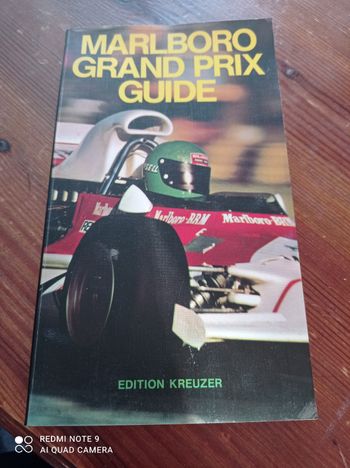 MARLBORO
GRAND PRIX
GUIDE
Marlboro-BRM
Marlboro-BRM
EDITION KREUZER
REDMI NOTE 9
AI QUAD CAMERA